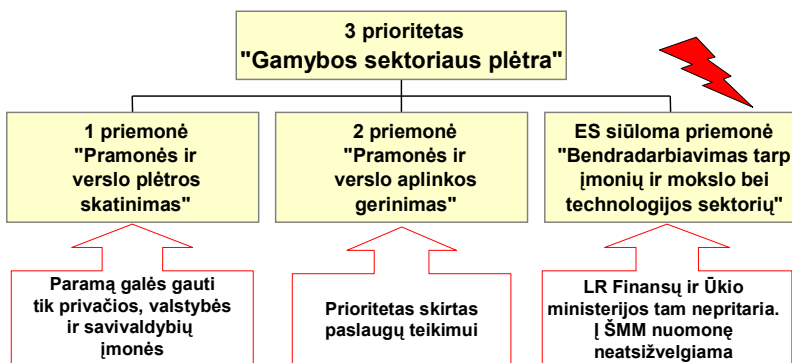 3 prioritetas
"Gamybos sektoriaus plėtra"
1 priemonė
"Pramonės ir
verslo plėtros
skatinimas"
2 priemonė
"Pramonės ir
verslo aplinkos
gerinimas"
ES siūloma priemonė
"Bendradarbiavimas tarp
įmonių ir mokslo bei
technologijos sektorių"
Paramą galės gauti
tik privačios, valstybės
ir savivaldybių
įmonės
Prioritetas skirtas
paslaugų teikimui
LR Finansų ir Ūkio
ministerijos tam nepritaria.
Į ŠMM nuomonę
neatsižvelgiama